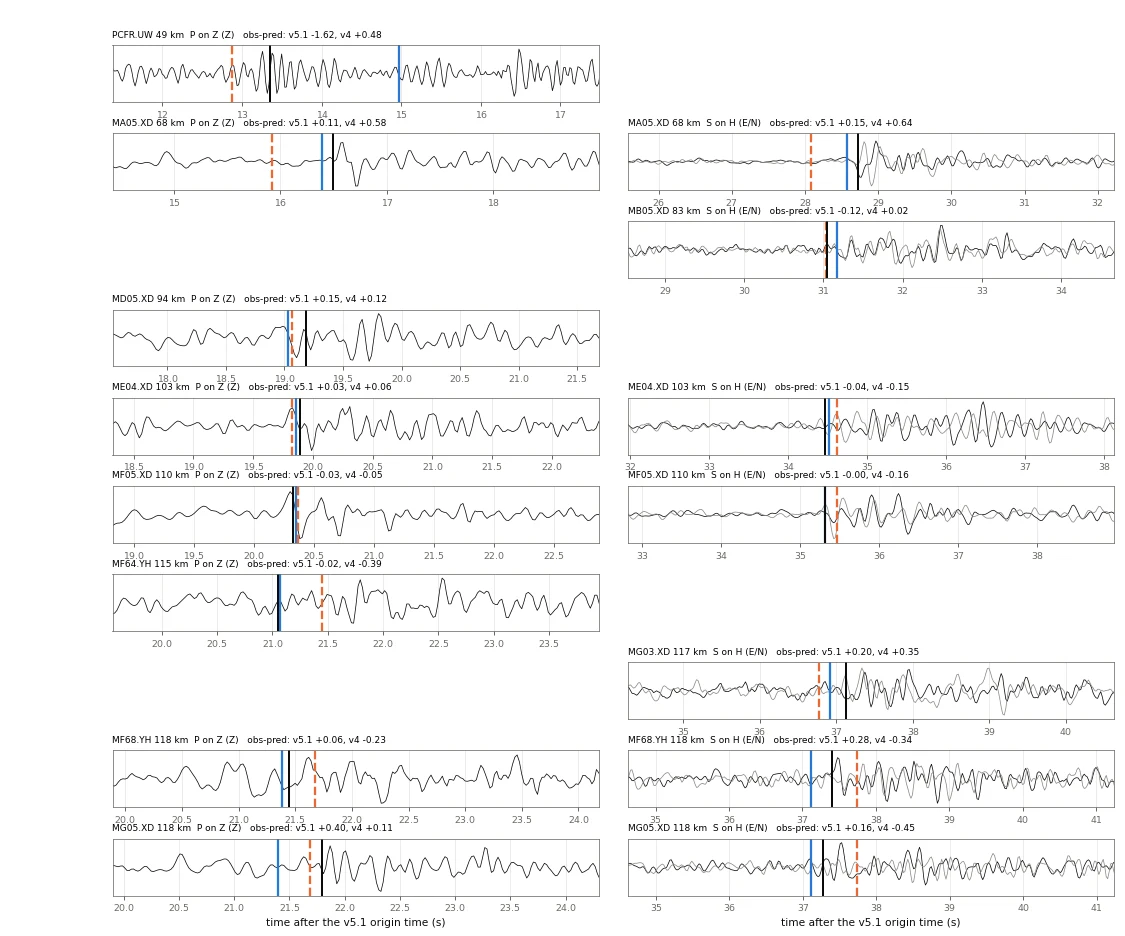 PCFR.UW 49 km  P on Z (Z)   obs-pred: v5.1 -1.62, v4 +0.48
12 13 14 15 16 17
MA05.XD 68 km  P on Z (Z)   obs-pred: v5.1 +0.11, v4 +0.58
15 16 17 18
MA05.XD 68 km  S on H (E/N)   obs-pred: v5.1 +0.15, v4 +0.64
26 27 28 29 30 31 32
MB05.XD 83 km  S on H (E/N)   obs-pred: v5.1 -0.12, v4 +0.02
29 30 31 32 33 34
MD05.XD 94 km  P on Z (Z)   obs-pred: v5.1 +0.15, v4 +0.12
18.0 18.5 19.0 19.5 20.0 20.5 21.0 21.5
ME04.XD 103 km  P on Z (Z)   obs-pred: v5.1 +0.03, v4 +0.06
18.5 19.0 19.5 20.0 20.5 21.0 21.5 22.0
ME04.XD 103 km  S on H (E/N)   obs-pred: v5.1 -0.04, v4 -0.15
32 33 34 35 36 37 38
MF05.XD 110 km  P on Z (Z)   obs-pred: v5.1 -0.03, v4 -0.05
19.0 19.5 20.0 20.5 21.0 21.5 22.0 22.5
MF05.XD 110 km  S on H (E/N)   obs-pred: v5.1 -0.00, v4 -0.16
33 34 35 36 37 38
MF64.YH 115 km  P on Z (Z)   obs-pred: v5.1 -0.02, v4 -0.39
20.0 20.5 21.0 21.5 22.0 22.5 23.0 23.5
MG03.XD 117 km  S on H (E/N)   obs-pred: v5.1 +0.20, v4 +0.35
35 36 37 38 39 40
MF68.YH 118 km  P on Z (Z)   obs-pred: v5.1 +0.06, v4 -0.23
20.0 20.5 21.0 21.5 22.0 22.5 23.0 23.5 24.0
MF68.YH 118 km  S on H (E/N)   obs-pred: v5.1 +0.28, v4 -0.34
35 36 37 38 39 40 41
MG05.XD 118 km  P on Z (Z)   obs-pred: v5.1 +0.40, v4 +0.11
20.0 20.5 21.0 21.5 22.0 22.5 23.0 23.5 24.0
time after the v5.1 origin time (s)
MG05.XD 118 km  S on H (E/N)   obs-pred: v5.1 +0.16, v4 -0.45
35 36 37 38 39 40 41
time after the v5.1 origin time (s)